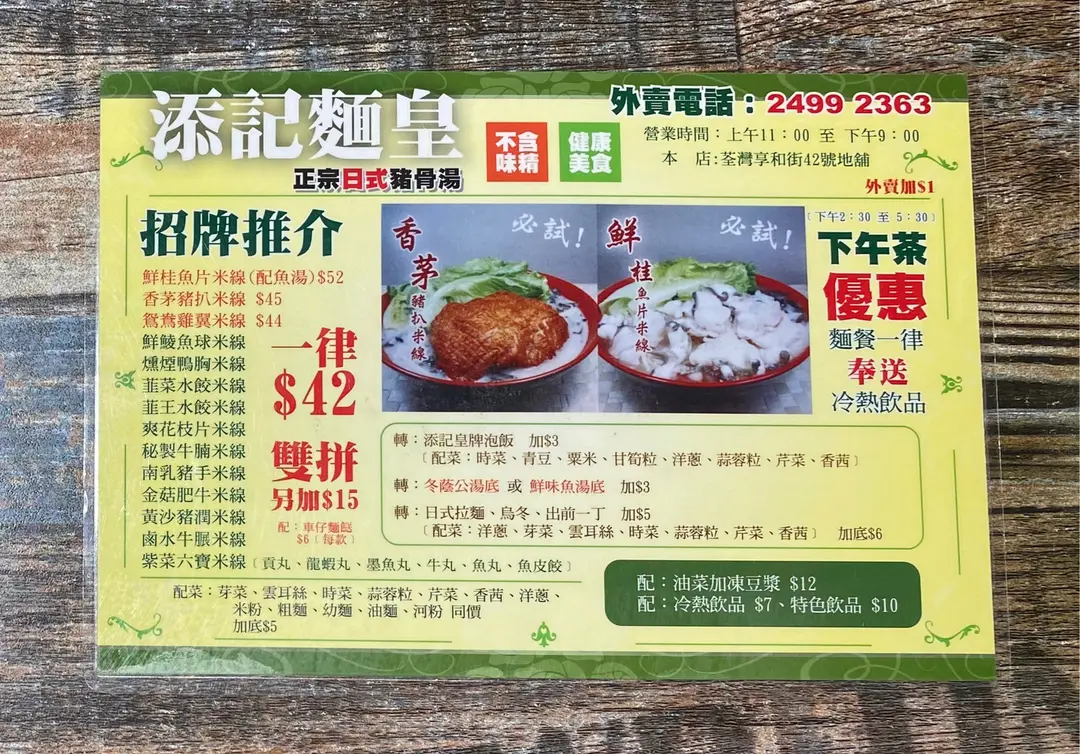 添記麵皇
正宗日式豬骨湯
不含
味精
健康
美食
外賣電話：2499 2363
營業時間：上午11：00 至 下午9：00
本　店：荃灣享和街42號地舖
外賣加$1
招牌推介
鮮桂魚片米線(配魚湯)$52
香茅豬扒米線 $45
鴛鴦雞翼米線 $44
鮮鯪魚球米線
燻煙鴨胸米線
韮菜水餃米線
韮王水餃米線
爽花枝片米線
秘製牛腩米線
南乳豬手米線
金菇肥牛米線
黃沙豬潤米線
鹵水牛𦟌米線
紫菜六寶米線﹝貢丸、龍蝦丸、墨魚丸、牛丸、魚丸、魚皮餃﹞
一律
$42
雙拼
另加$15
配：車仔麵餸
$6﹝每款﹞
配菜：芽菜、雲耳絲、時菜、蒜蓉粒、芹菜、香茜、洋蔥、
米粉、粗麵、幼麵、油麵、河粉 同價
加底$5
香茅豬扒米線
必試!
鮮桂魚片米線
必試!
﹝下午2：30 至 5：30﹞
下午茶
優惠
麵餐一律
奉送
冷熱飲品
轉：添記皇牌泡飯　加$3
﹝配菜：時菜、青豆、粟米、甘筍粒、洋蔥、蒜蓉粒、芹菜、香茜﹞
轉：冬蔭公湯底 或 鮮味魚湯底　加$3
轉：日式拉麵、烏冬、出前一丁　加$5
﹝配菜：洋蔥、芽菜、雲耳絲、時菜、蒜蓉粒、芹菜、香茜﹞　加底$6
配：油菜加凍豆漿 $12
配：冷熱飲品 $7、特色飲品 $10